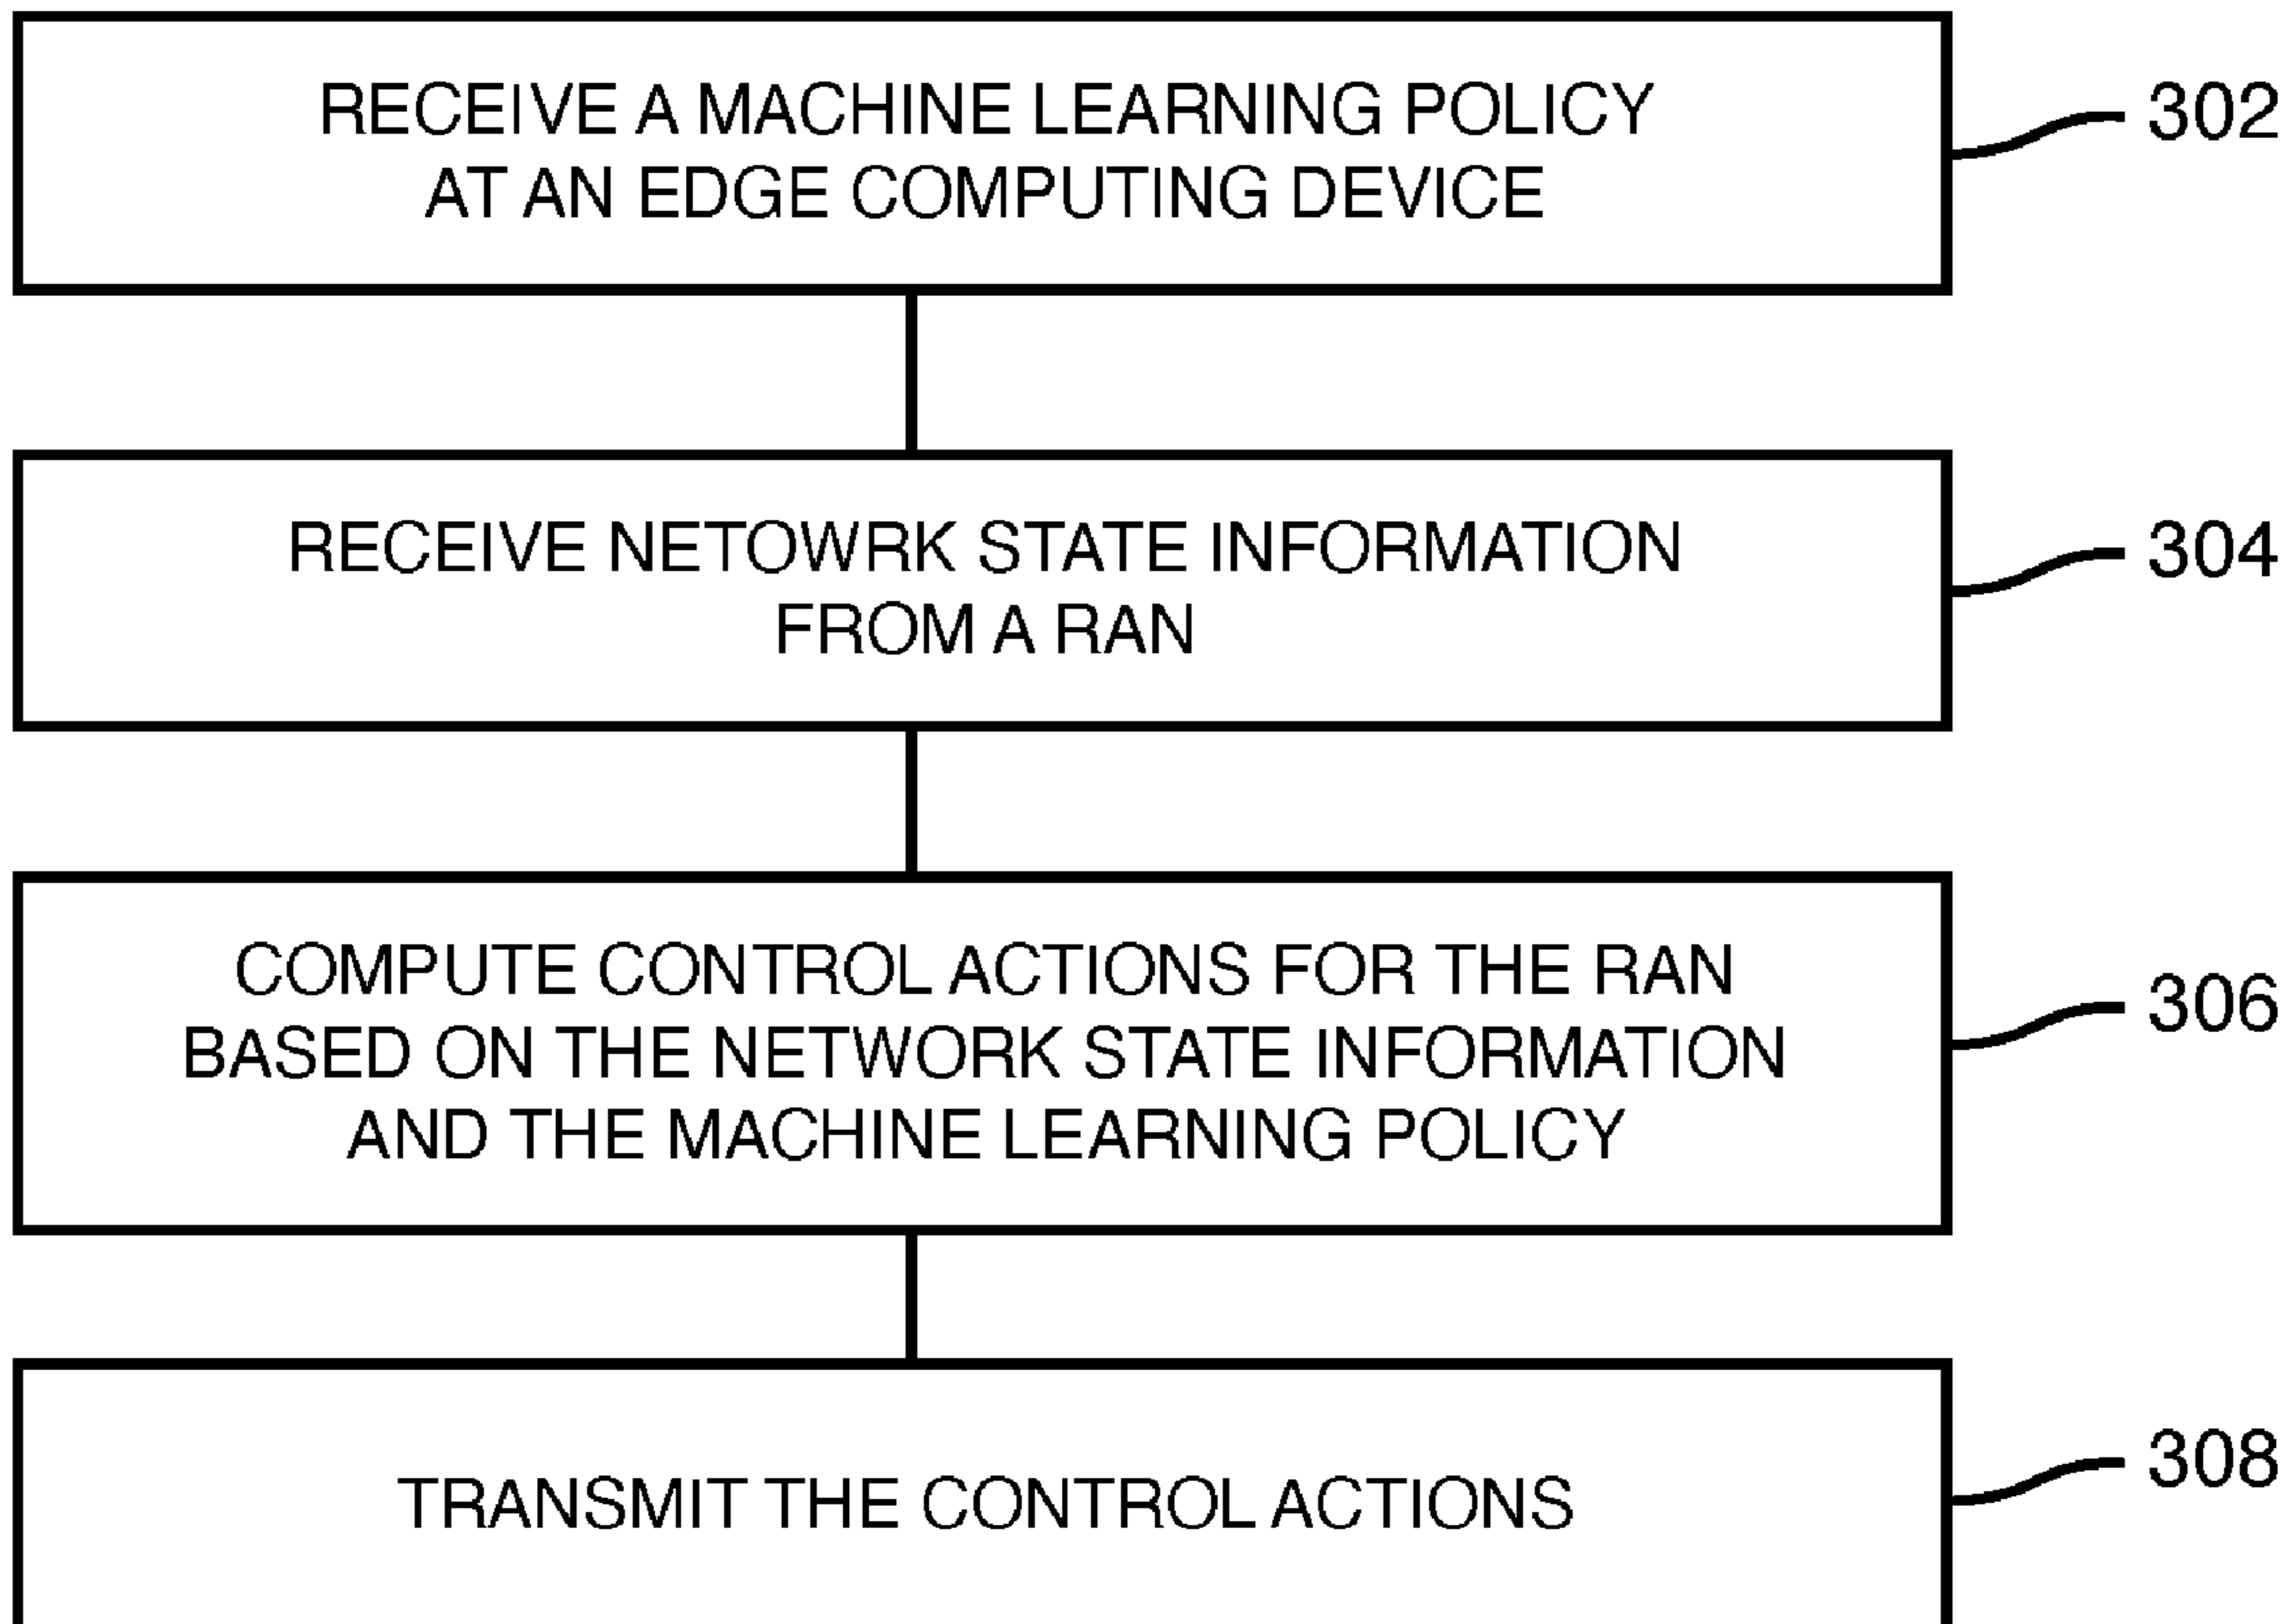 RECEIVE A MACHINE LEARNING POLICY
AT AN EDGE COMPUTING DEVICE
302
RECEIVE NETOWRK STATE INFORMATION
FROM A RAN
304
COMPUTE CONTROL ACTIONS FOR THE RAN
BASED ON THE NETWORK STATE INFORMATION
AND THE MACHINE LEARNING POLICY
306
TRANSMIT THE CONTROL ACTIONS
308